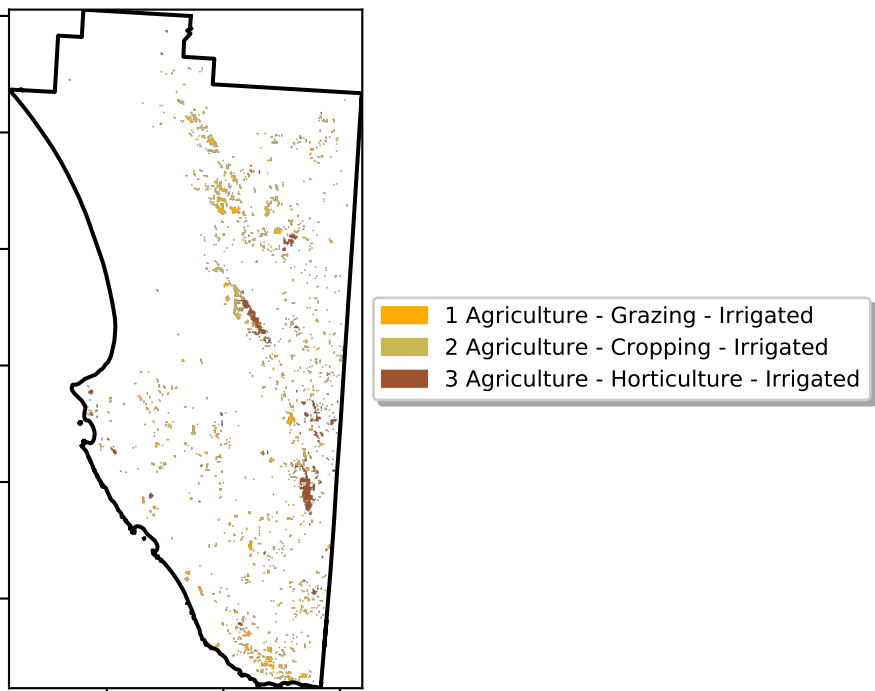 1 Agriculture - Grazing - Irrigated
2 Agriculture - Cropping - Irrigated
3 Agriculture - Horticulture - Irrigated